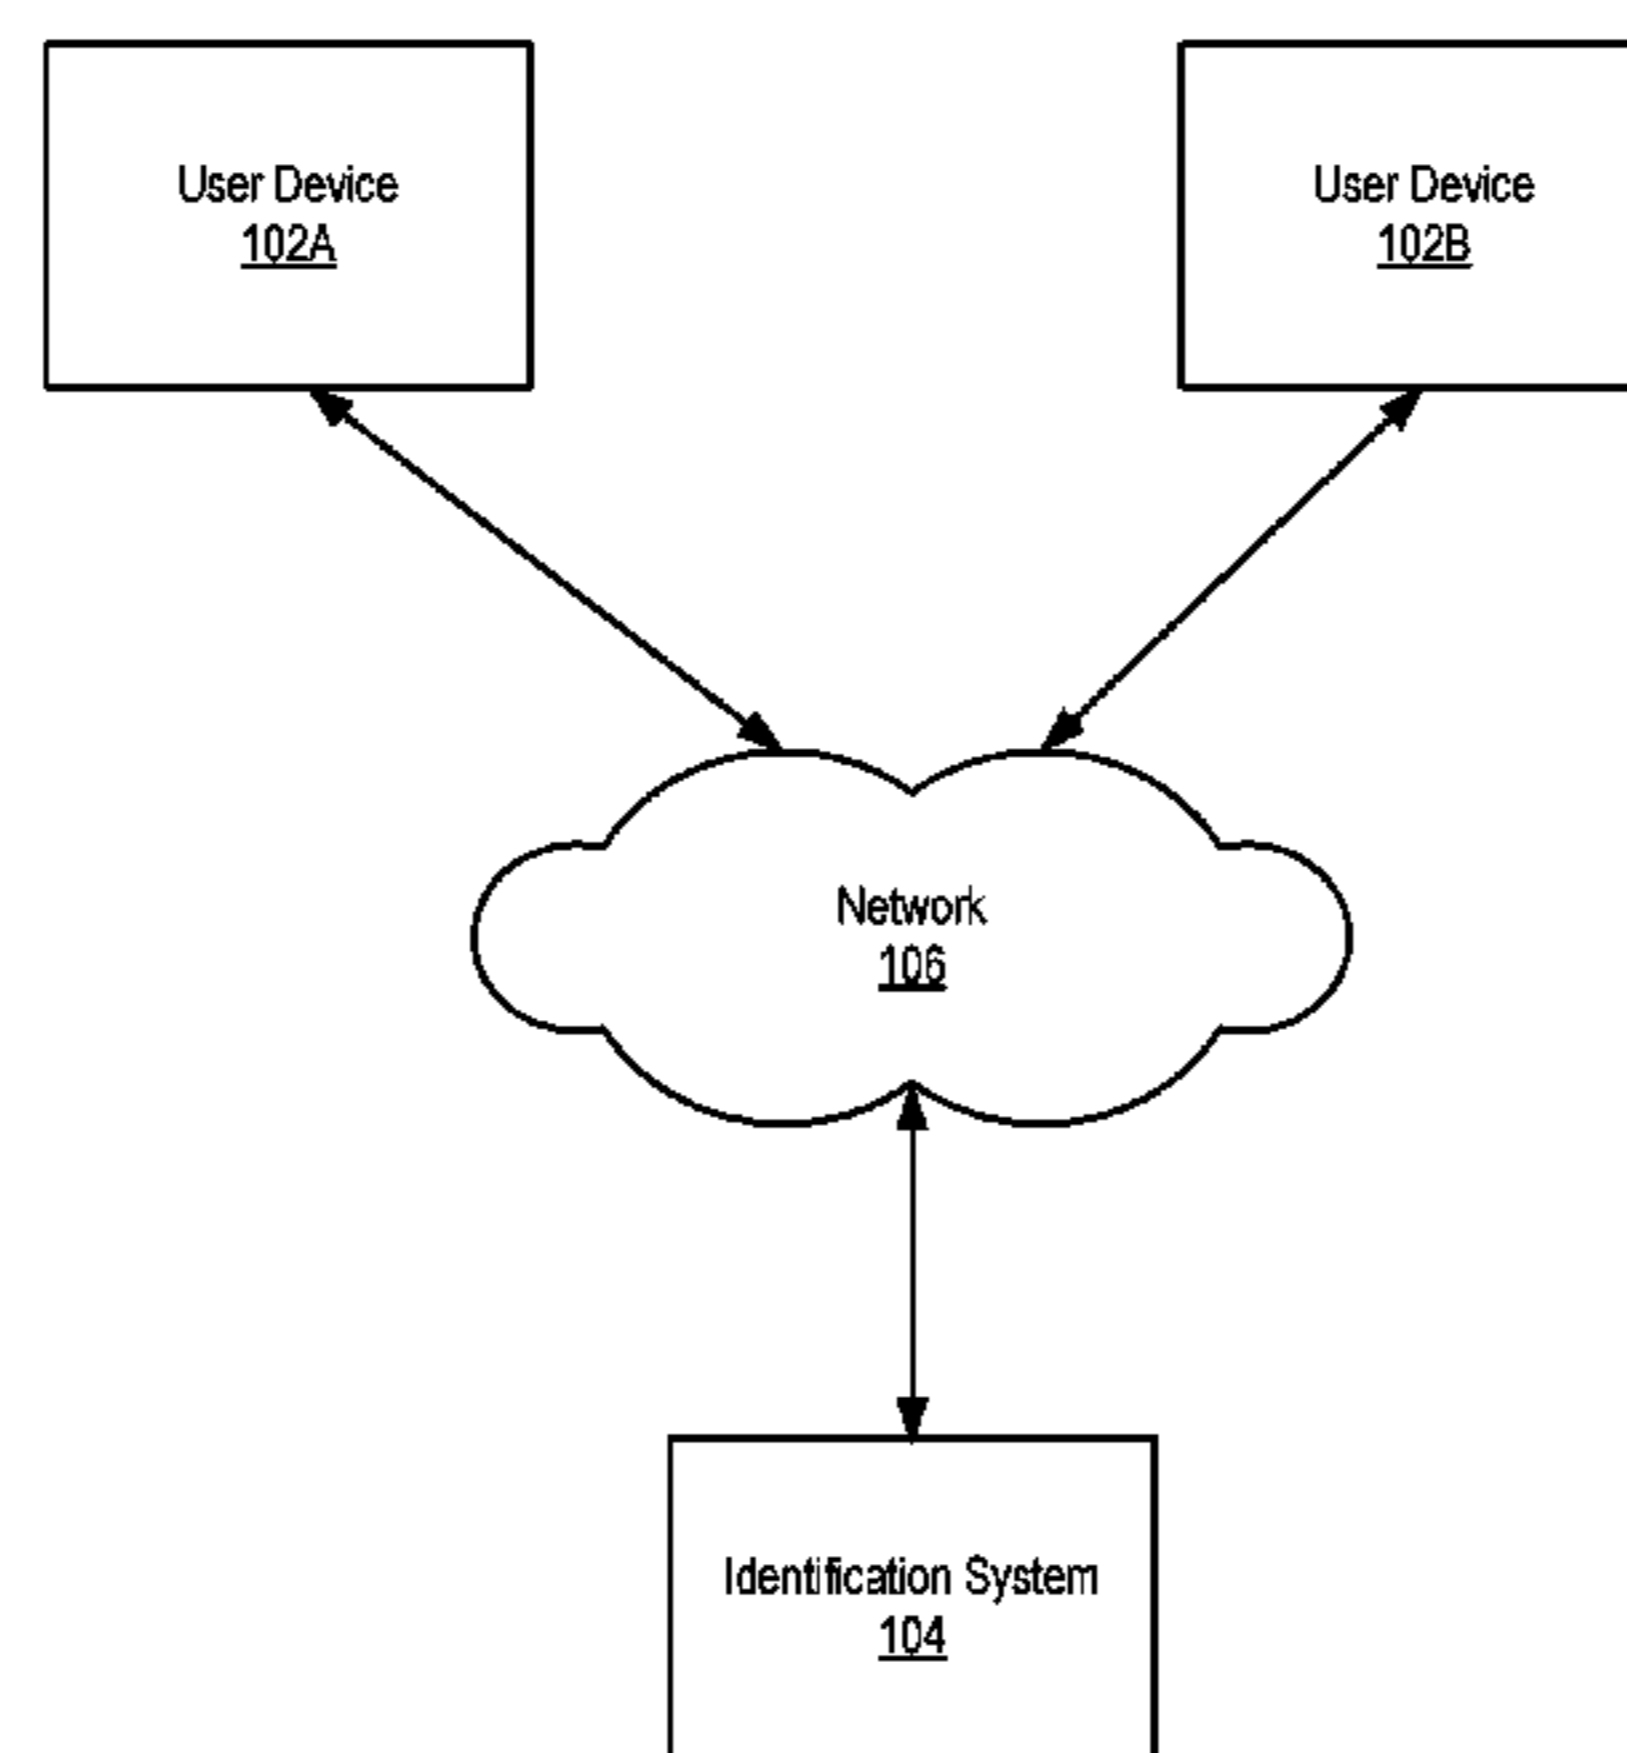 User Device
102A
User Device
102B
Network
106
Identification System
104